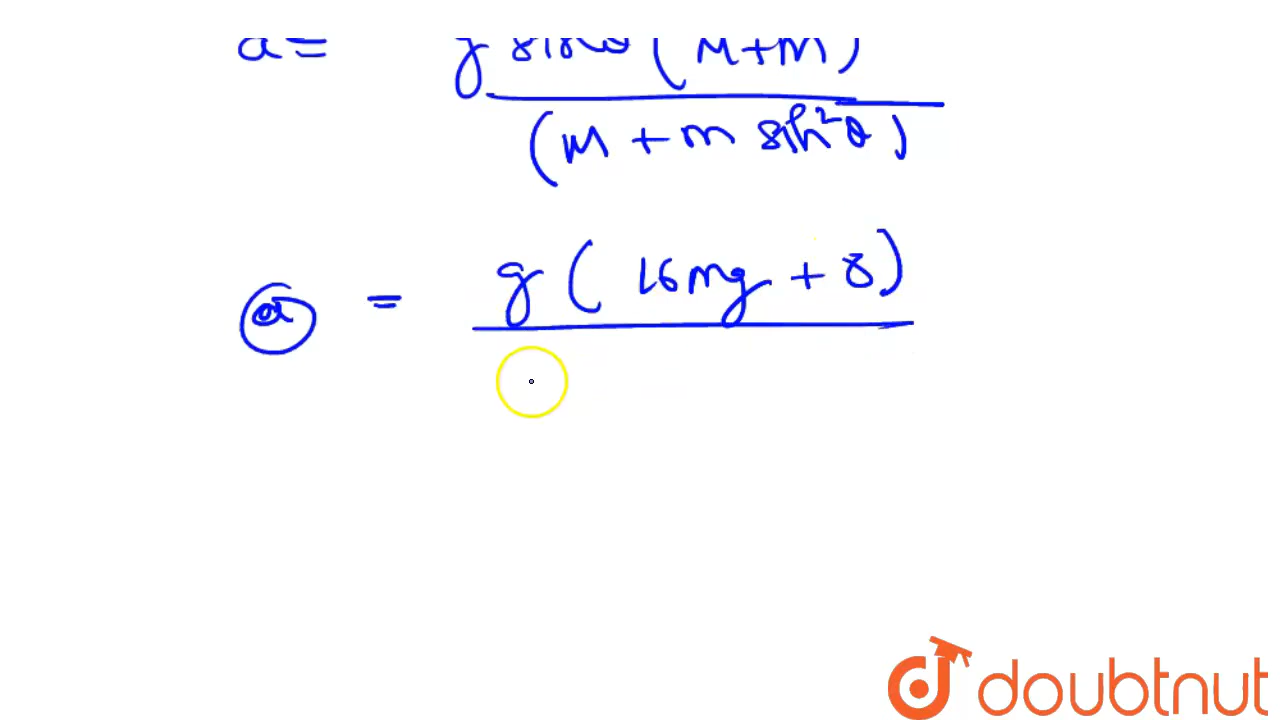 a = g sinθ (M+m)
(M + m sin²θ)
a = g ( 16mg + 8)
doubtnut